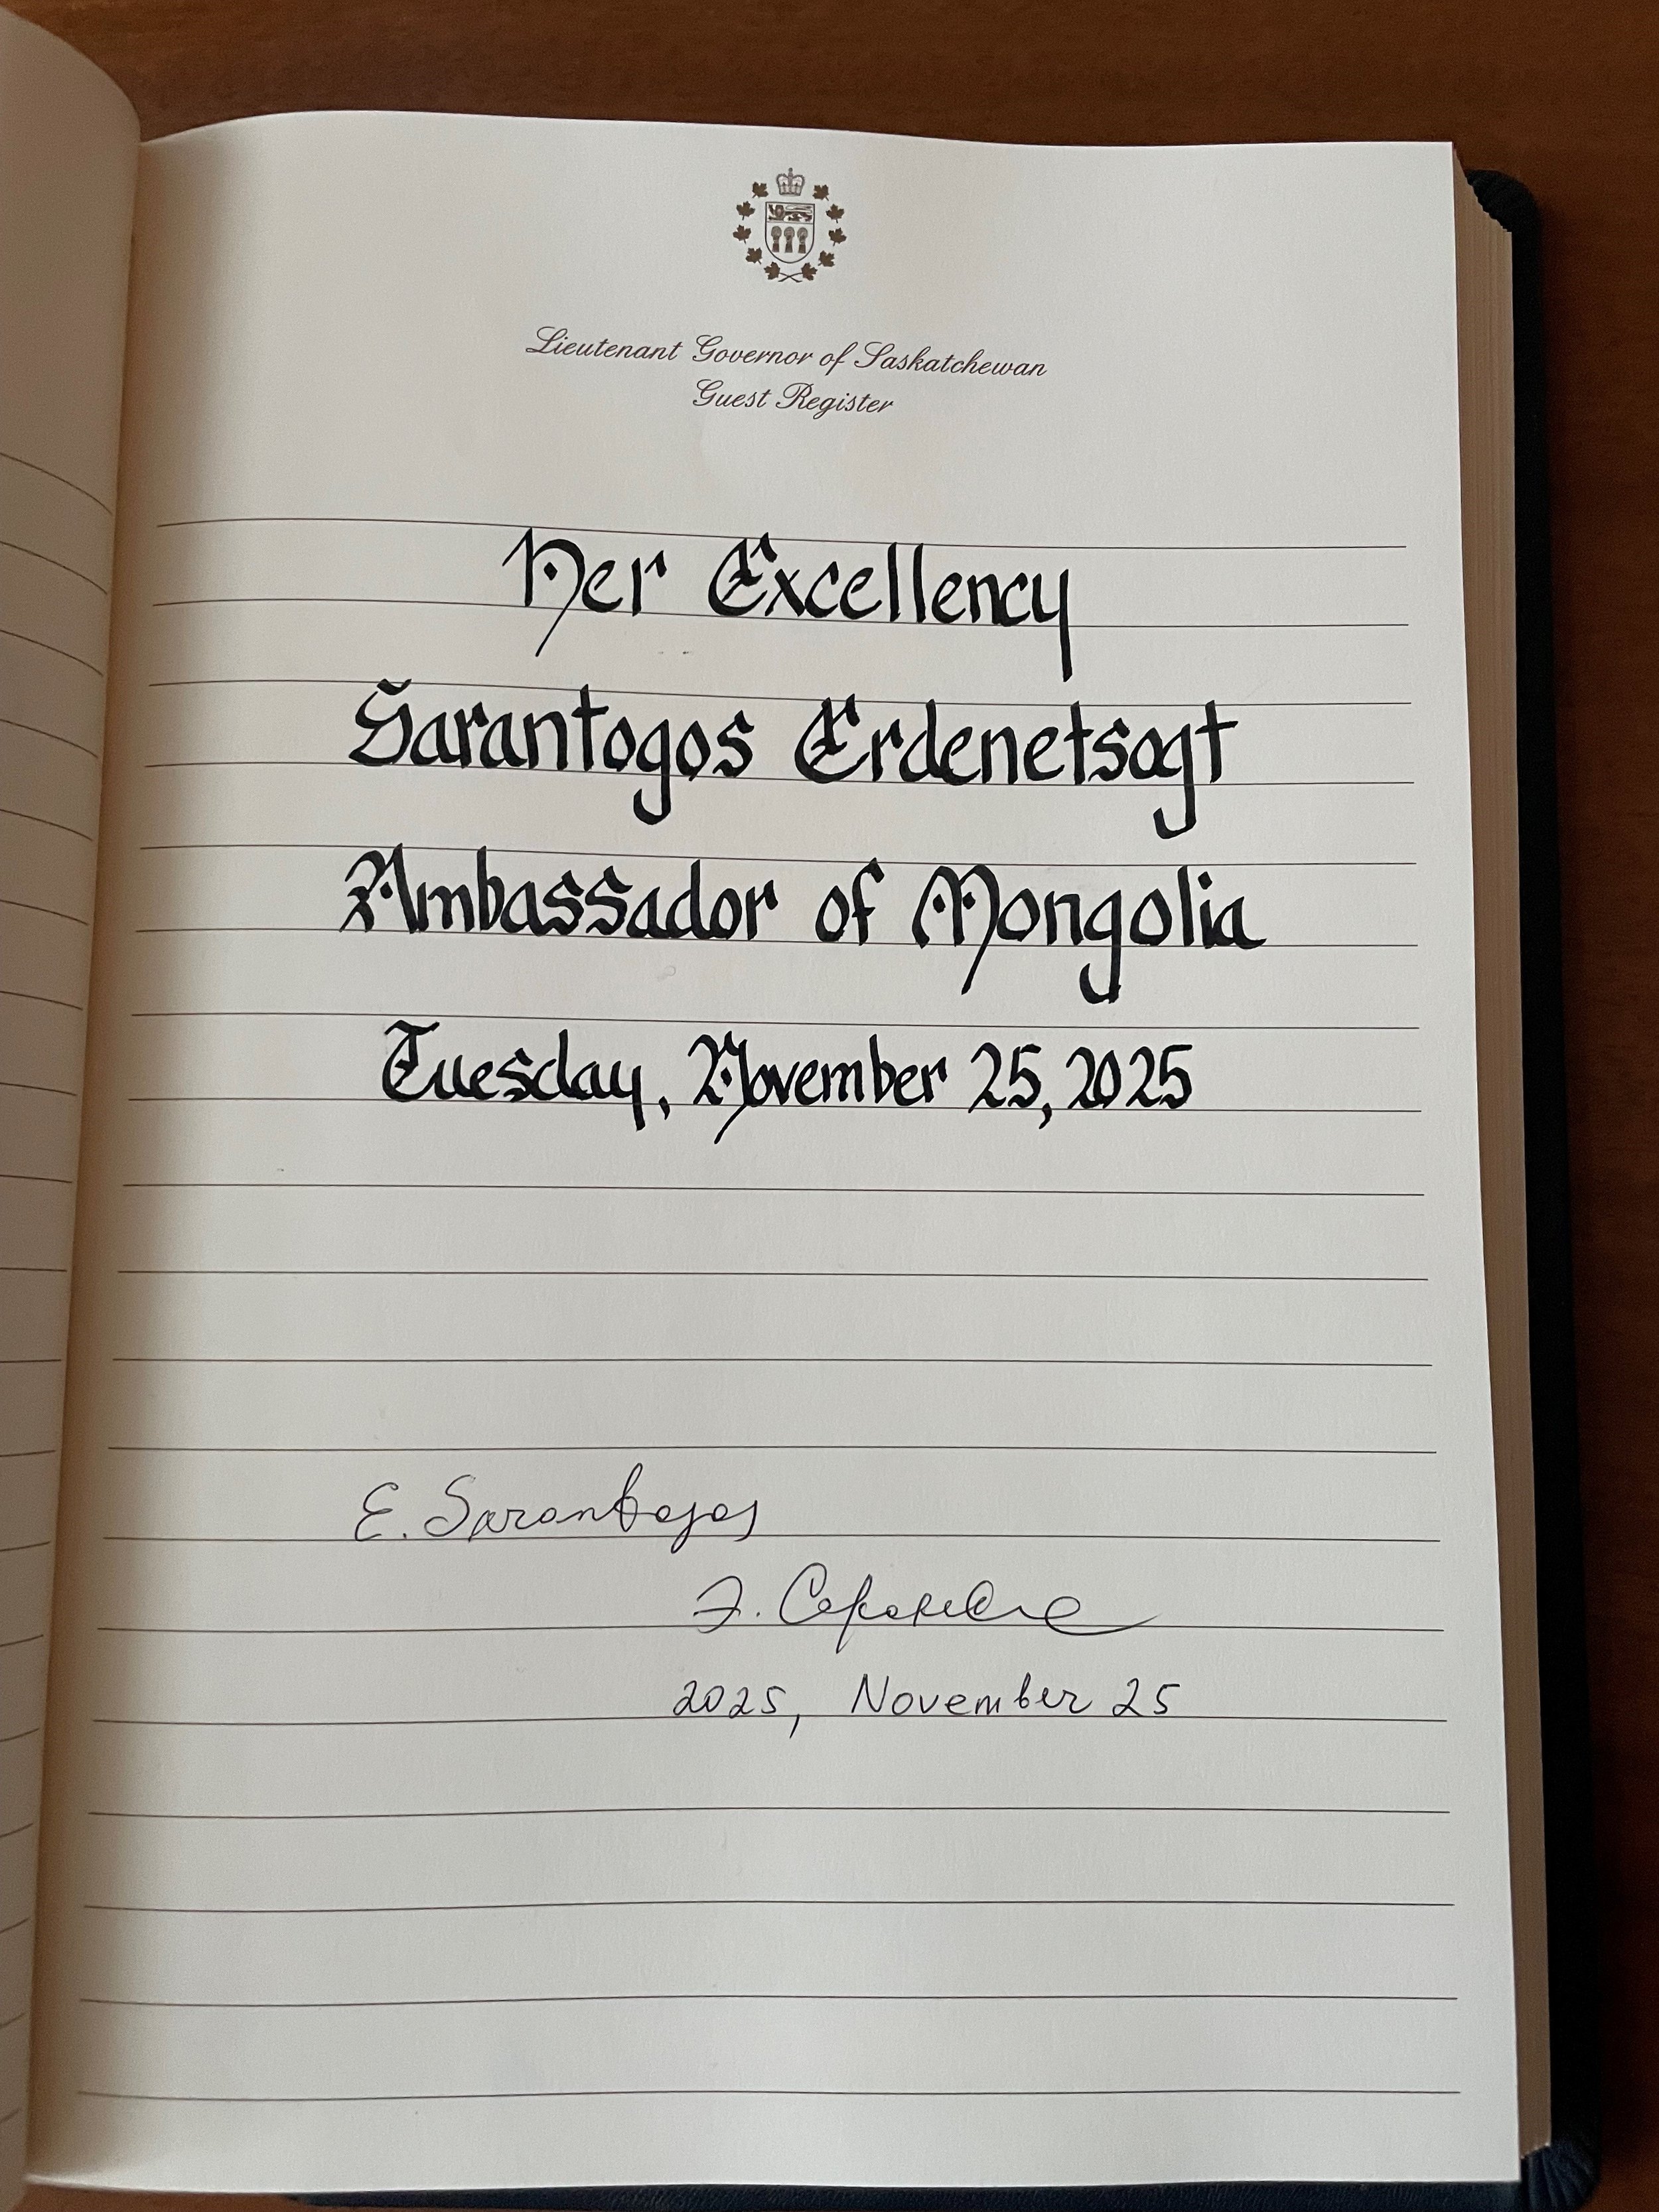 Lieutenant Governor of Saskatchewan
Guest Register
Her Excellency
Sarantogos Erdenetsogt
Ambassador of Mongolia
Tuesday, November 25, 2025
E. Sarantogos
2025, November 25